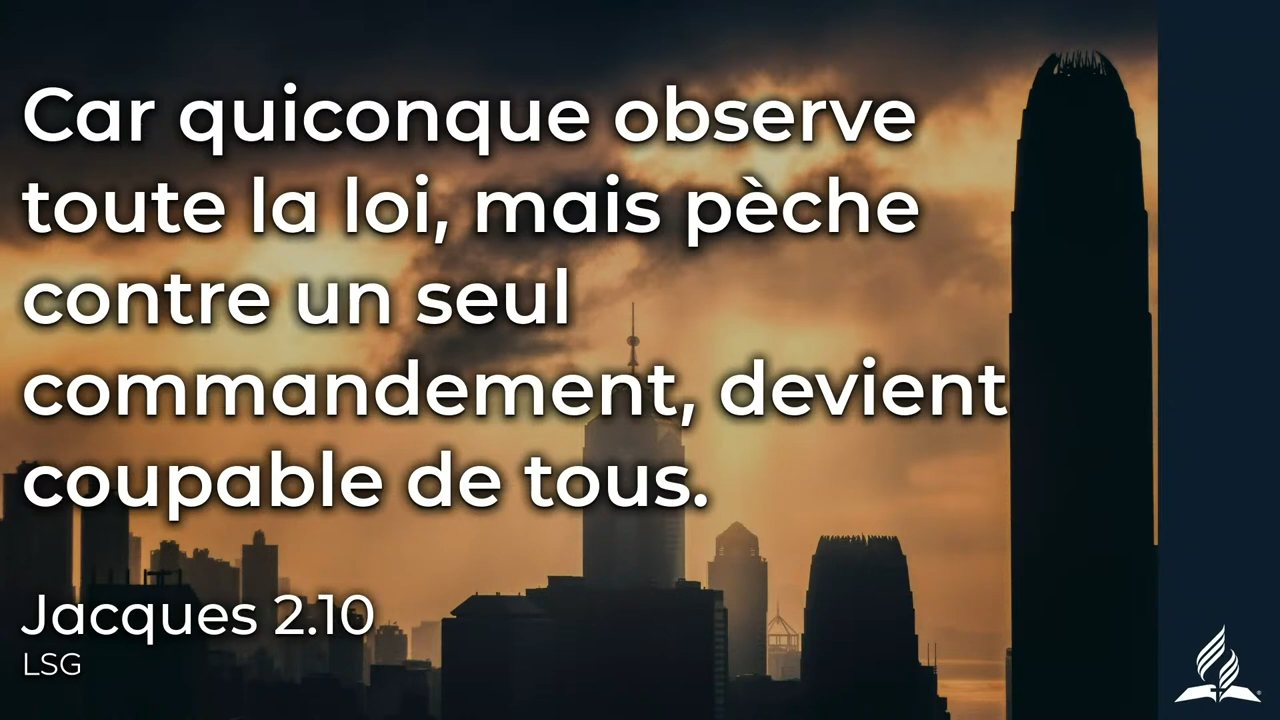 Car quiconque observe
toute la loi, mais pèche
contre un seul
commandement, devient
coupable de tous.
Jacques 2.10
LSG